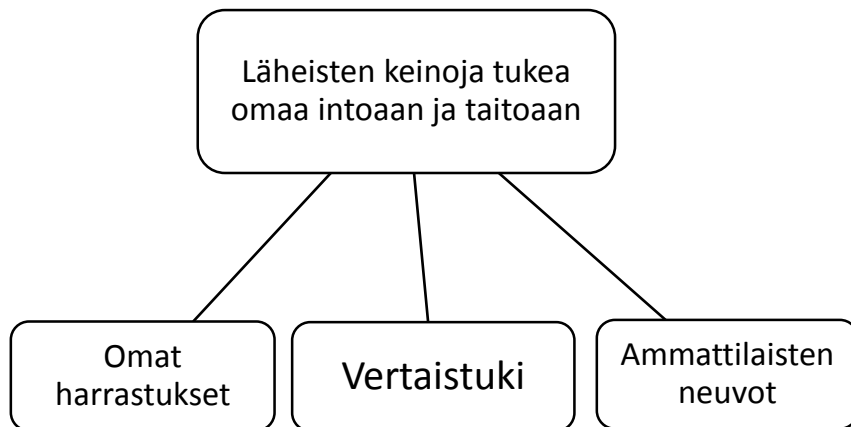 Läheisten keinoja tukea
omaa intoaan ja taitoaan
Omat
harrastukset
Vertaistuki
Ammattilaisten
neuvot